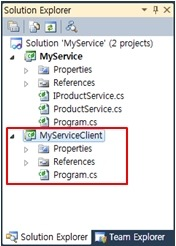 Solution Explorer
Solution 'MyService' (2 projects)
MyService
Properties
References
IProductService.cs
ProductService.cs
Program.cs
MyServiceClient
Properties
References
Program.cs
Solution Explorer
Team Explorer